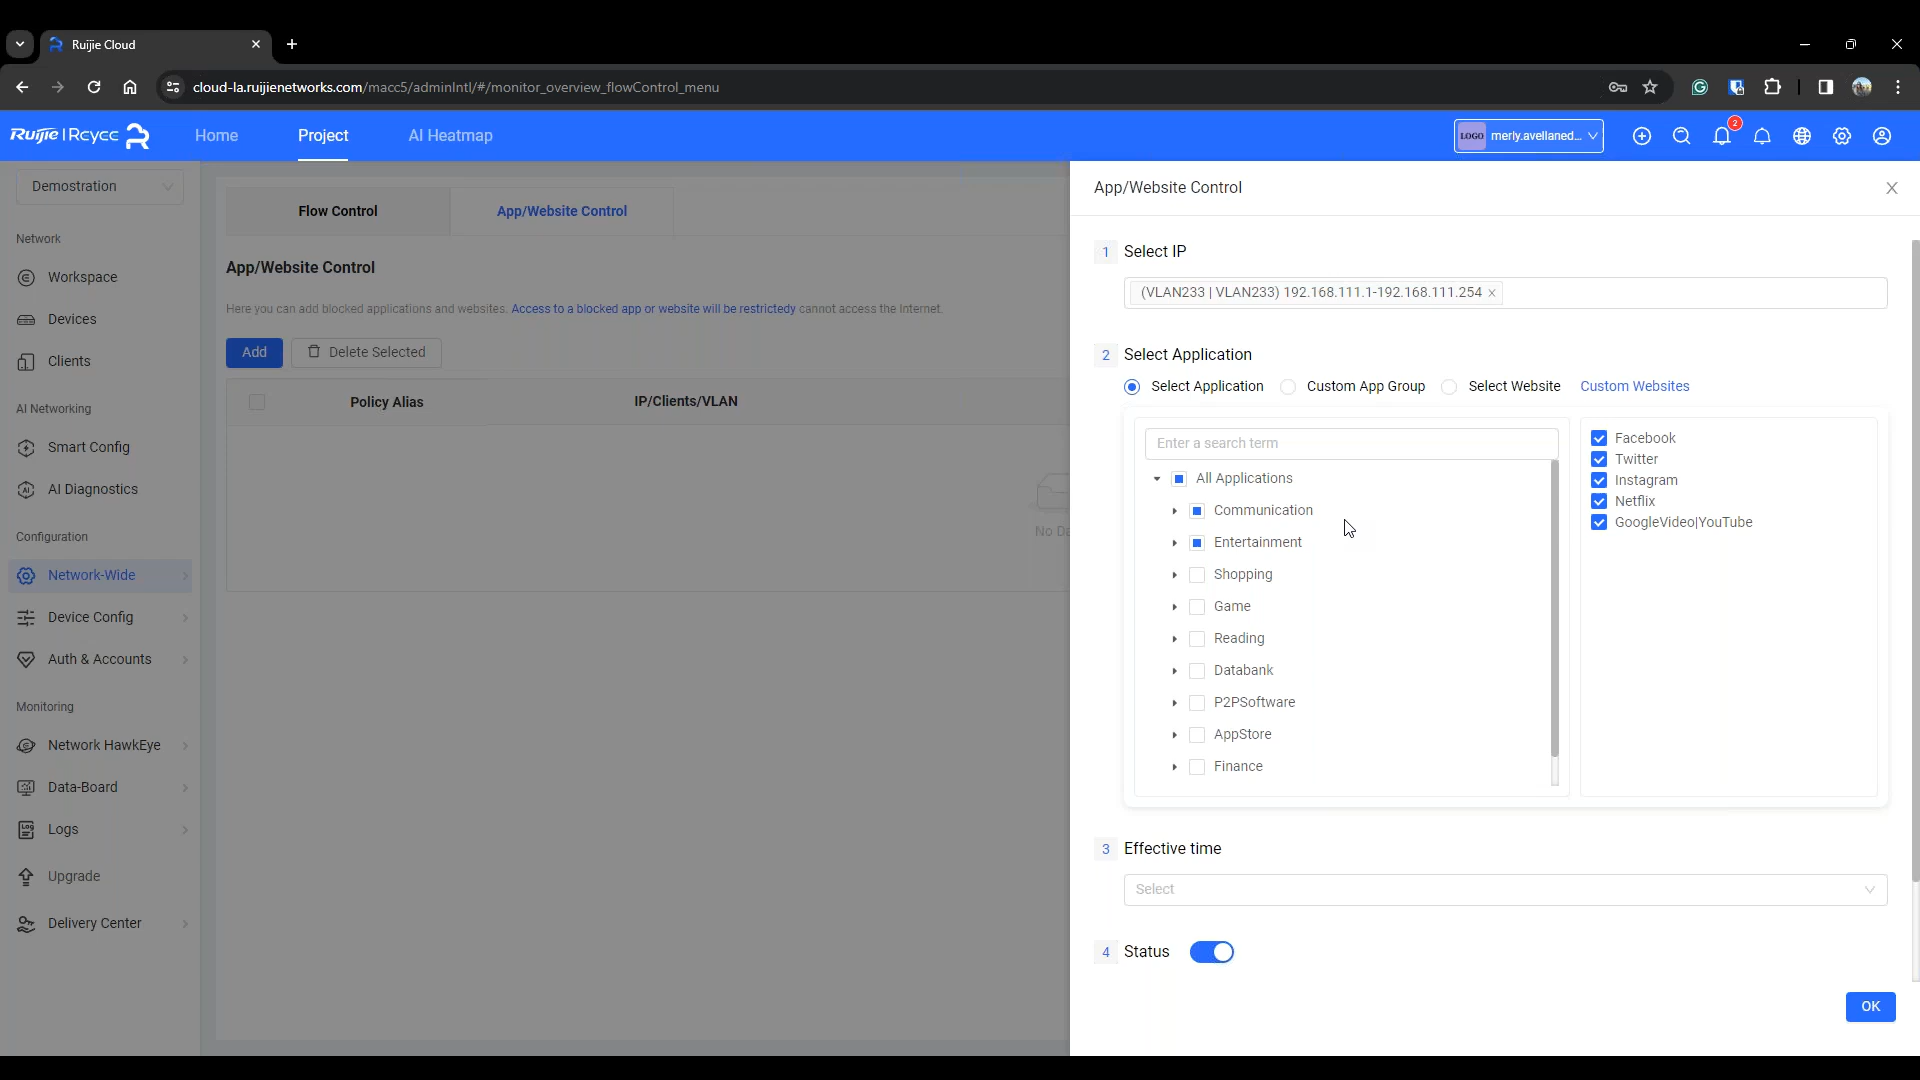 Ruijie Cloud
cloud-la.ruijienetworks.com/macc5/adminIntl/#/monitor_overview_flowControl_menu
Ruijie | Rcycc
Home
Project
AI Heatmap
LOGO merly.avellaned...
2
Demostration
Network
Workspace
Devices
Clients
AI Networking
Smart Config
AI Diagnostics
Configuration
Network-Wide
Device Config
Auth & Accounts
Monitoring
Network HawkEye
Data-Board
Logs
Upgrade
Delivery Center
Flow Control
App/Website Control
App/Website Control
Here you can add blocked applications and websites. Access to a blocked app or website will be restrictedy cannot access the Internet.
Add
Delete Selected
Policy Alias
IP/Clients/VLAN
No Da
App/Website Control
1 Select IP
(VLAN233 | VLAN233) 192.168.111.1-192.168.111.254
2 Select Application
Select Application
Custom App Group
Select Website
Custom Websites
Enter a search term
All Applications
Communication
Entertainment
Shopping
Game
Reading
Databank
P2PSoftware
AppStore
Finance
Facebook
Twitter
Instagram
Netflix
GoogleVideo|YouTube
3 Effective time
Select
4 Status
OK